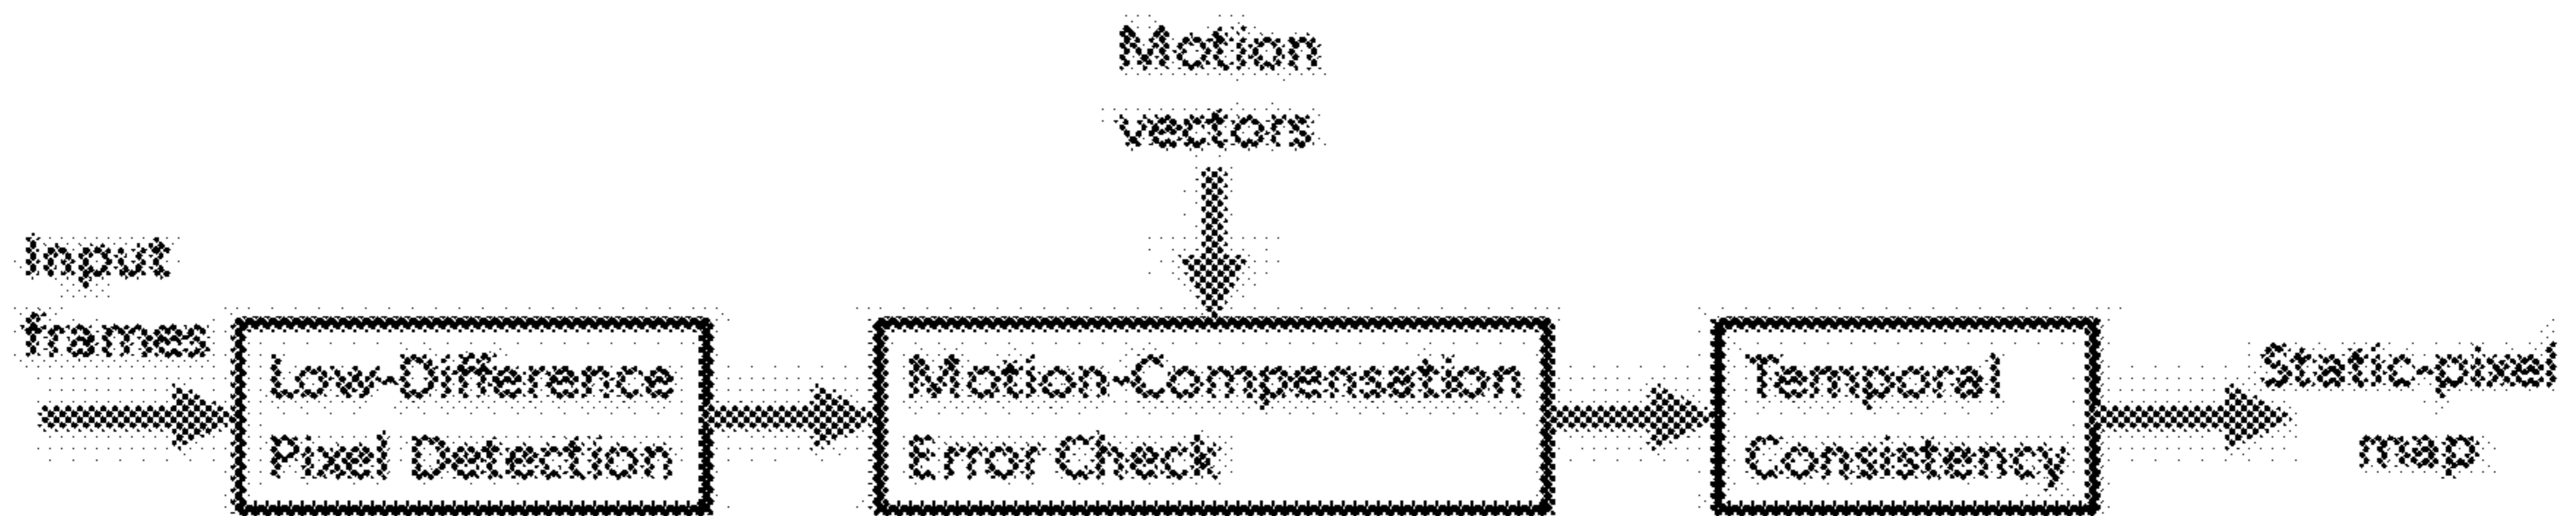 Motion
vectors
Input
frames
Low-Difference
Pixel Detection
Motion-Compensation
Error Check
Temporal
Consistency
Static-pixel
map